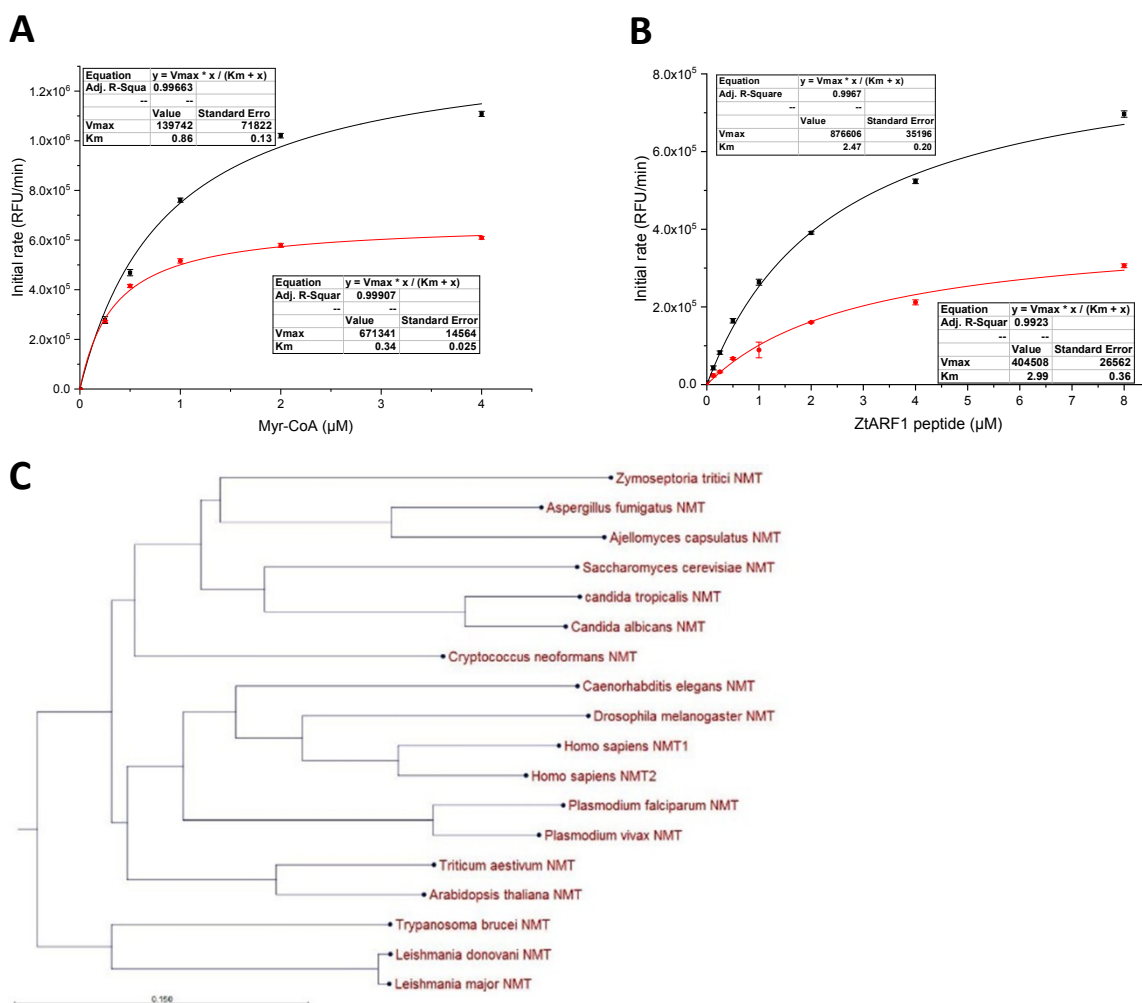 A
Equation y = Vmax * x / (Km + x)
Adj. R-Squa 0.99663
-- --
Value Standard Erro
Vmax 139742 71822
Km 0.86 0.13
1.2x10⁶
1.0x10⁶
8.0x10⁵
6.0x10⁵
4.0x10⁵
2.0x10⁵
0.0
Initial rate (RFU/min)
Equation y = Vmax * x / (Km + x)
Adj. R-Squar 0.99907
-- --
Value Standard Error
Vmax 671341 14564
Km 0.34 0.025
0 1 2 3 4
Myr-CoA (µM)
B
Equation y = Vmax * x / (Km + x)
Adj. R-Square 0.9967
-- --
Value Standard Error
Vmax 876606 35196
Km 2.47 0.20
8.0x10⁵
6.0x10⁵
4.0x10⁵
2.0x10⁵
0.0
Initial rate (RFU/min)
Equation y = Vmax * x / (Km + x)
Adj. R-Squar 0.9923
-- --
Value Standard Error
Vmax 404508 26562
Km 2.99 0.36
0 1 2 3 4 5 6 7 8
ZtARF1 peptide (µM)
C
Zymoseptoria tritici NMT
Aspergillus fumigatus NMT
Ajellomyces capsulatus NMT
Saccharomyces cerevisiae NMT
candida tropicalis NMT
Candida albicans NMT
Cryptococcus neoformans NMT
Caenorhabditis elegans NMT
Drosophila melanogaster NMT
Homo sapiens NMT1
Homo sapiens NMT2
Plasmodium falciparum NMT
Plasmodium vivax NMT
Triticum aestivum NMT
Arabidopsis thaliana NMT
Trypanosoma brucei NMT
Leishmania donovani NMT
Leishmania major NMT
0.150